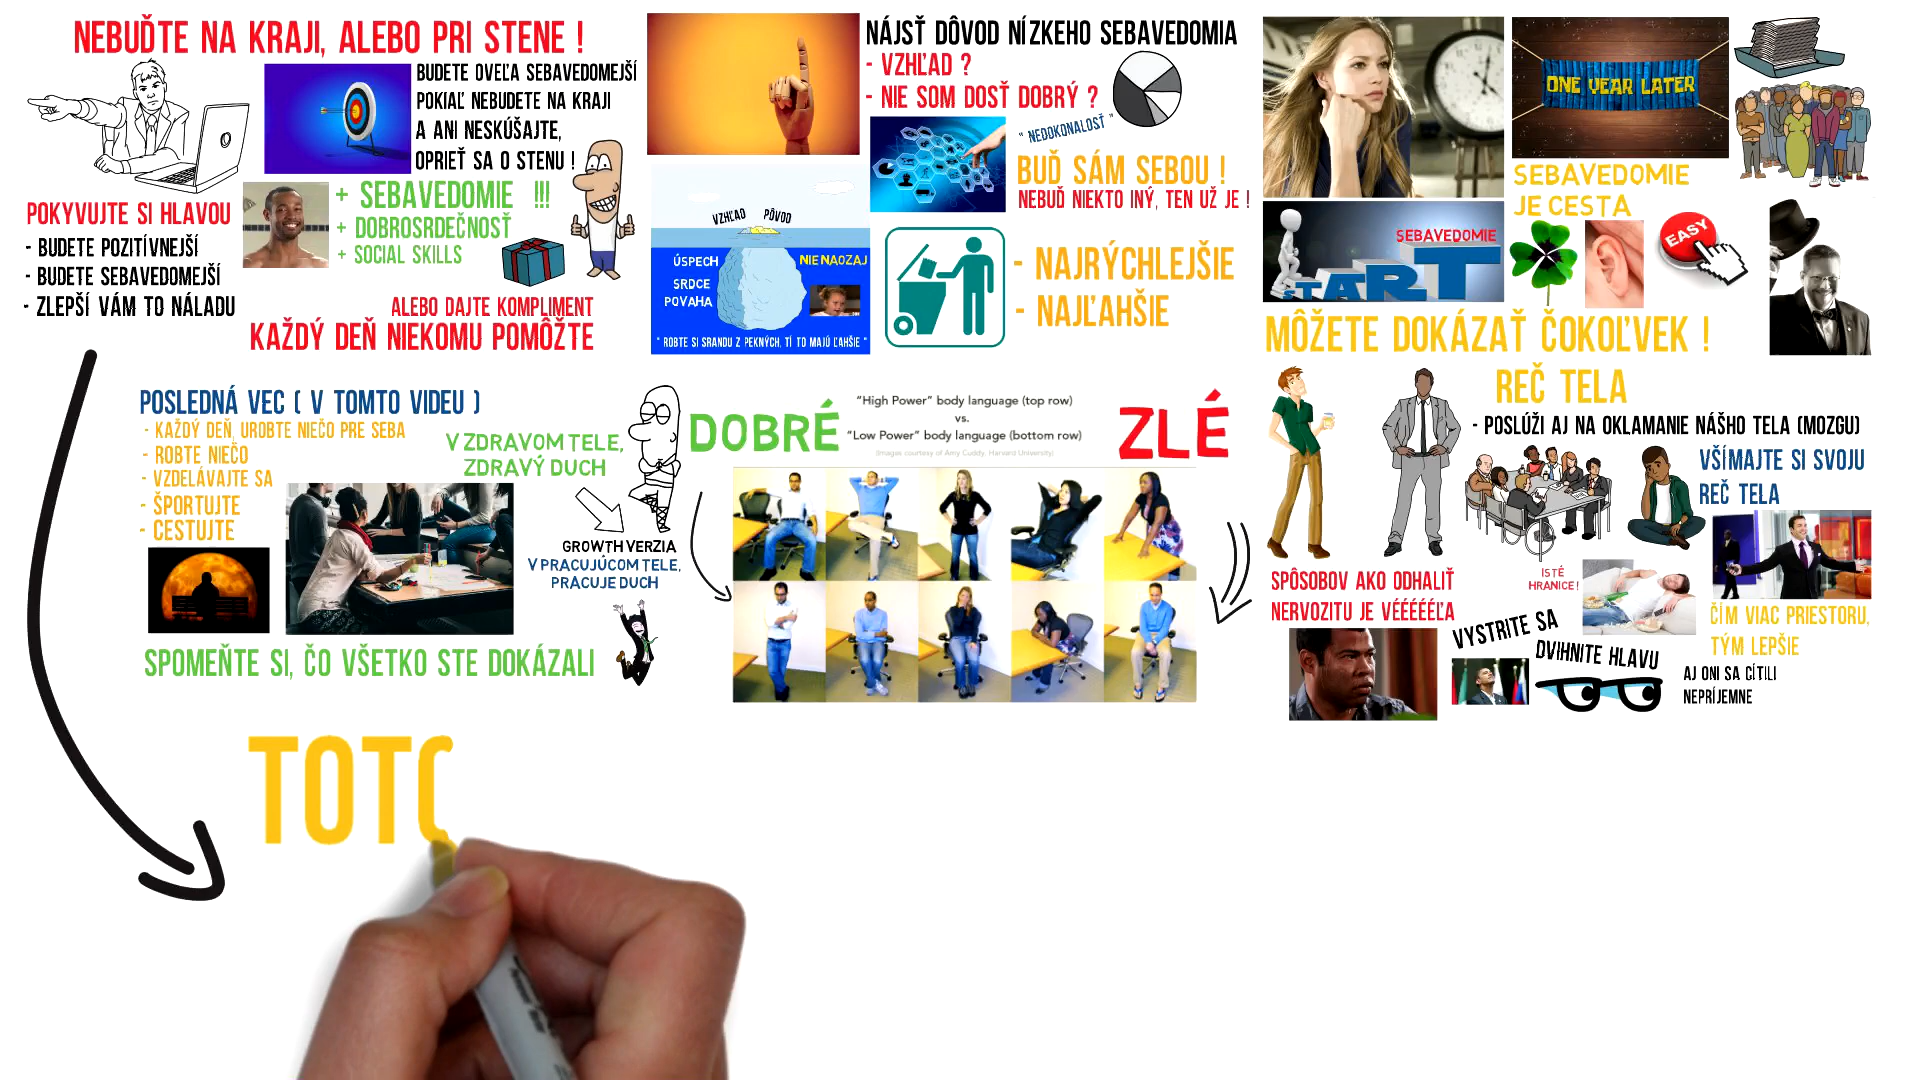 NEBUĎTE NA KRAJI, ALEBO PRI STENE !
BUDETE OVEĽA SEBAVEDOMEJŠÍ
POKIAĽ NEBUDETE NA KRAJI
A ANI NESKÚŠAJTE,
OPRIEŤ SA O STENU !
POKYVUJTE SI HLAVOU
- BUDETE POZITÍVNEJŠÍ
- BUDETE SEBAVEDOMEJŠÍ
- ZLEPŠÍ VÁM TO NÁLADU
+ SEBAVEDOMIE !!!
+ DOBROSRDEČNOSŤ
+ SOCIAL SKILLS
ALEBO DAJTE KOMPLIMENT
KAŽDÝ DEŇ NIEKOMU POMÔŽTE
NÁJSŤ DÔVOD NÍZKEHO SEBAVEDOMIA
- VZHĽAD ?
- NIE SOM DOSŤ DOBRÝ ?
" NEDOKONALOSŤ "
BUĎ SÁM SEBOU !
NEBUĎ NIEKTO INÝ, TEN UŽ JE !
VZHĽAD PÔVOD
ÚSPECH
SRDCE
POVAHA
NIE NAOZAJ
" ROBTE SI SRANDU Z PEKNÝCH, TÍ TO MAJÚ ĽAHŠIE "
- NAJRÝCHLEJŠIE
- NAJĽAHŠIE
ONE YEAR LATER
SEBAVEDOMIE
JE CESTA
SEBAVEDOMIE
START
EASY
MÔŽETE DOKÁZAŤ ČOKOĽVEK !
POSLEDNÁ VEC ( V TOMTO VIDEU )
- KAŽDÝ DEŇ, UROBTE NIEČO PRE SEBA
- ROBTE NIEČO
- VZDELÁVAJTE SA
- ŠPORTUJTE
- CESTUJTE
V ZDRAVOM TELE,
ZDRAVÝ DUCH
GROWTH VERZIA
V PRACUJÚCOM TELE,
PRACUJE DUCH
SPOMEŇTE SI, ČO VŠETKO STE DOKÁZALI
DOBRÉ
"High Power" body language (top row)
vs.
"Low Power" body language (bottom row)
(Images courtesy of Amy Cuddy, Harvard University)
ZLÉ
REČ TELA
- POSLÚŽI AJ NA OKLAMANIE NÁŠHO TELA (MOZGU)
VŠÍMAJTE SI SVOJU
REČ TELA
SPÔSOBOV AKO ODHALIŤ
NERVOZITU JE VÉÉÉÉÉĽA
ISTÉ
HRANICE !
VYSTRITE SA
DVIHNITE HLAVU
ČÍM VIAC PRIESTORU,
TÝM LEPŠIE
AJ ONI SA CÍTILI
NEPRÍJEMNE
TOTO